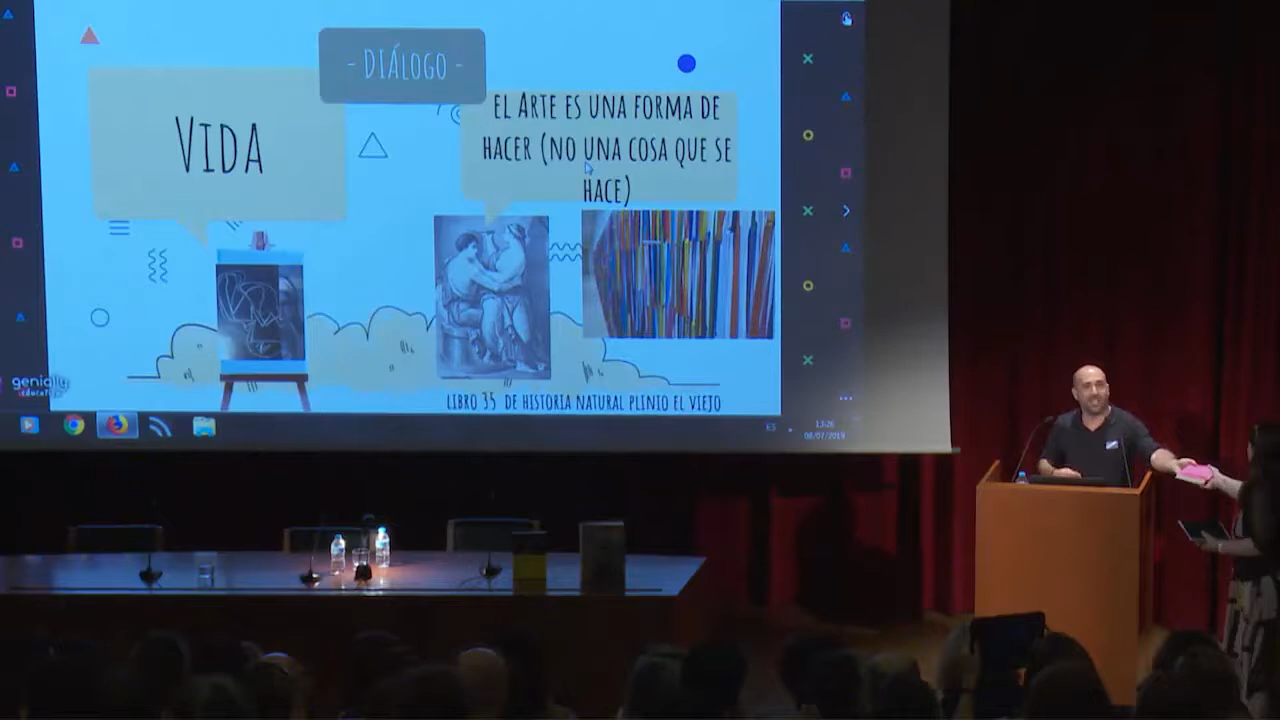 - DIÁLOGO -
VIDA
EL ARTE ES UNA FORMA DE
HACER (NO UNA COSA QUE SE
HACE)
LIBRO 35 DE HISTORIA NATURAL PLINIO EL VIEJO
genially
educativo
ES
13:26
08/07/2019